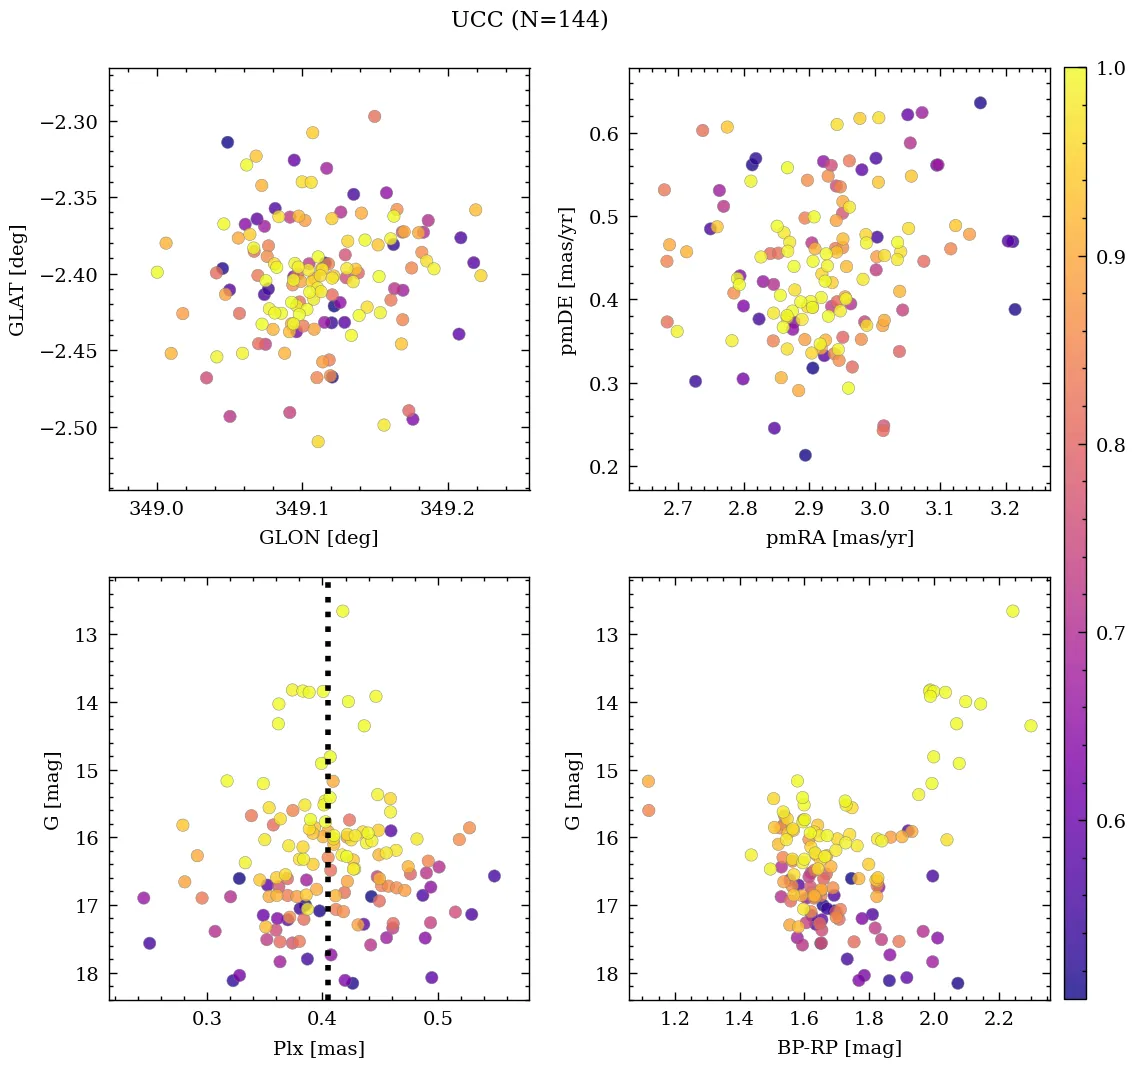 UCC (N=144)
−2.30
−2.35
−2.40
−2.45
−2.50
GLAT [deg]
349.0 349.1 349.2
GLON [deg]
0.6
0.5
0.4
0.3
0.2
pmDE [mas/yr]
2.7 2.8 2.9 3.0 3.1 3.2
pmRA [mas/yr]
1.0
0.9
0.8
0.7
0.6
13
14
15
16
17
18
G [mag]
0.3 0.4 0.5
Plx [mas]
13
14
15
16
17
18
G [mag]
1.2 1.4 1.6 1.8 2.0 2.2
BP-RP [mag]